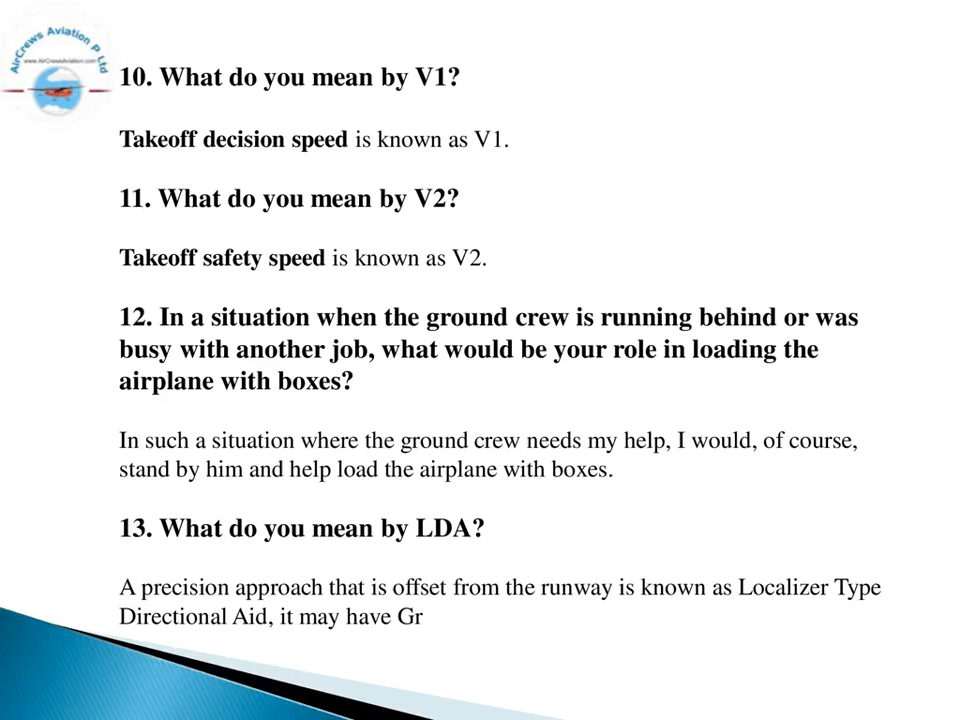 AirCrews Aviation P Ltd
www.AirCrewsAviation.com
10. What do you mean by V1?
Takeoff decision speed is known as V1.
11. What do you mean by V2?
Takeoff safety speed is known as V2.
12. In a situation when the ground crew is running behind or was
busy with another job, what would be your role in loading the
airplane with boxes?
In such a situation where the ground crew needs my help, I would, of course,
stand by him and help load the airplane with boxes.
13. What do you mean by LDA?
A precision approach that is offset from the runway is known as Localizer Type
Directional Aid, it may have Gr